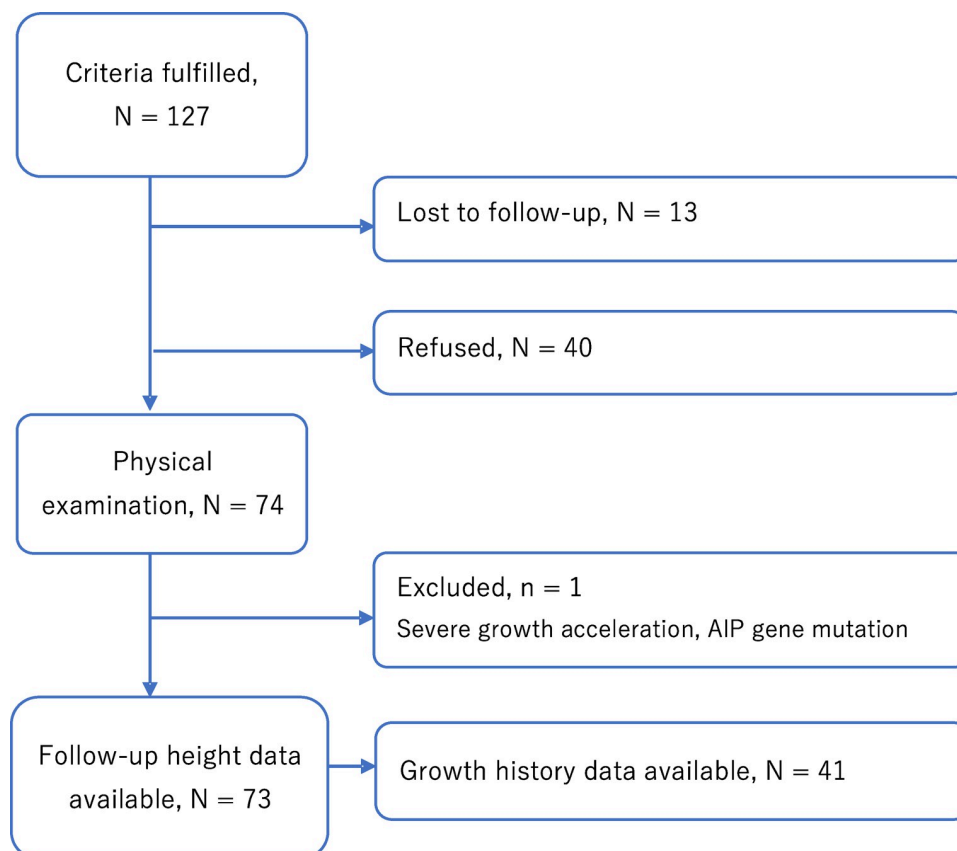 Criteria fulfilled,
N = 127
Lost to follow-up, N = 13
Refused, N = 40
Physical
examination, N = 74
Excluded, n = 1
Severe growth acceleration, AIP gene mutation
Follow-up height data
available, N = 73
Growth history data available, N = 41